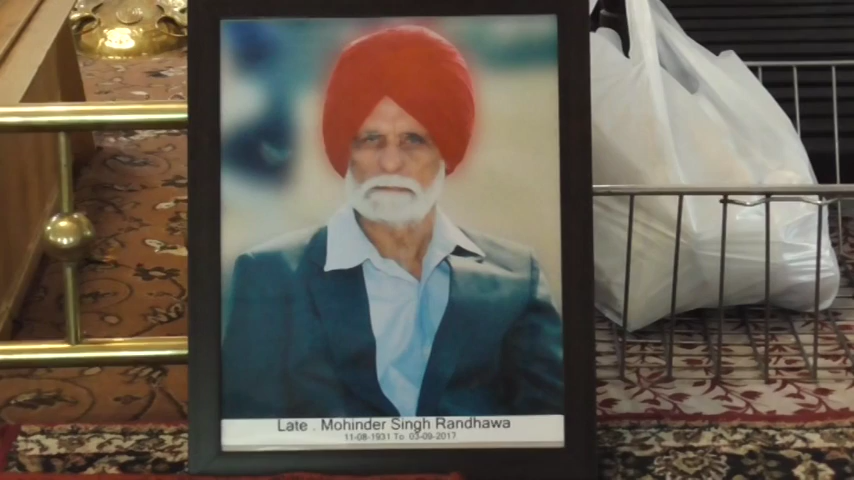 Late . Mohinder Singh Randhawa
11-08-1931 To 03-09-2017